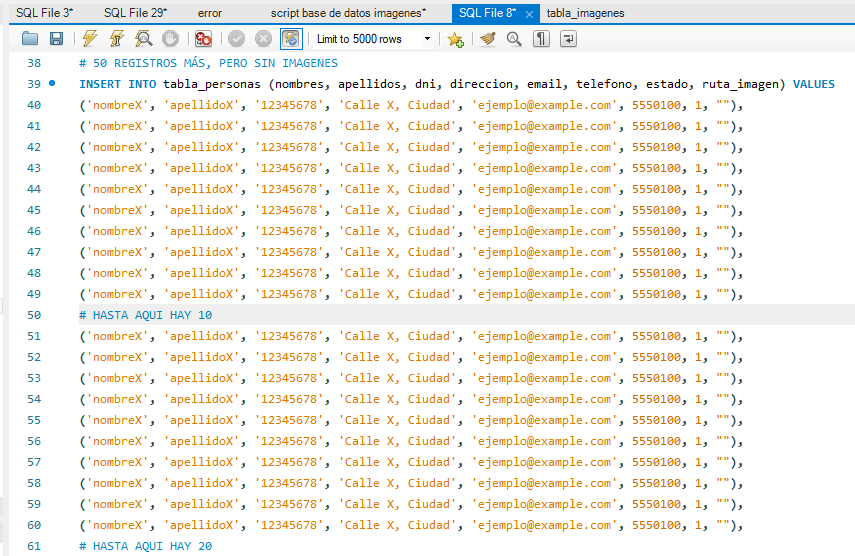 SQL File 3*
SQL File 29*
error
script base de datos imagenes*
SQL File 8*
tabla_imagenes
Limit to 5000 rows
38 # 50 REGISTROS MÁS, PERO SIN IMAGENES
39 INSERT INTO tabla_personas (nombres, apellidos, dni, direccion, email, telefono, estado, ruta_imagen) VALUES
40 ('nombreX', 'apellidoX', '12345678', 'Calle X, Ciudad', 'ejemplo@example.com', 5550100, 1, ""),
41 ('nombreX', 'apellidoX', '12345678', 'Calle X, Ciudad', 'ejemplo@example.com', 5550100, 1, ""),
42 ('nombreX', 'apellidoX', '12345678', 'Calle X, Ciudad', 'ejemplo@example.com', 5550100, 1, ""),
43 ('nombreX', 'apellidoX', '12345678', 'Calle X, Ciudad', 'ejemplo@example.com', 5550100, 1, ""),
44 ('nombreX', 'apellidoX', '12345678', 'Calle X, Ciudad', 'ejemplo@example.com', 5550100, 1, ""),
45 ('nombreX', 'apellidoX', '12345678', 'Calle X, Ciudad', 'ejemplo@example.com', 5550100, 1, ""),
46 ('nombreX', 'apellidoX', '12345678', 'Calle X, Ciudad', 'ejemplo@example.com', 5550100, 1, ""),
47 ('nombreX', 'apellidoX', '12345678', 'Calle X, Ciudad', 'ejemplo@example.com', 5550100, 1, ""),
48 ('nombreX', 'apellidoX', '12345678', 'Calle X, Ciudad', 'ejemplo@example.com', 5550100, 1, ""),
49 ('nombreX', 'apellidoX', '12345678', 'Calle X, Ciudad', 'ejemplo@example.com', 5550100, 1, ""),
50 # HASTA AQUI HAY 10
51 ('nombreX', 'apellidoX', '12345678', 'Calle X, Ciudad', 'ejemplo@example.com', 5550100, 1, ""),
52 ('nombreX', 'apellidoX', '12345678', 'Calle X, Ciudad', 'ejemplo@example.com', 5550100, 1, ""),
53 ('nombreX', 'apellidoX', '12345678', 'Calle X, Ciudad', 'ejemplo@example.com', 5550100, 1, ""),
54 ('nombreX', 'apellidoX', '12345678', 'Calle X, Ciudad', 'ejemplo@example.com', 5550100, 1, ""),
55 ('nombreX', 'apellidoX', '12345678', 'Calle X, Ciudad', 'ejemplo@example.com', 5550100, 1, ""),
56 ('nombreX', 'apellidoX', '12345678', 'Calle X, Ciudad', 'ejemplo@example.com', 5550100, 1, ""),
57 ('nombreX', 'apellidoX', '12345678', 'Calle X, Ciudad', 'ejemplo@example.com', 5550100, 1, ""),
58 ('nombreX', 'apellidoX', '12345678', 'Calle X, Ciudad', 'ejemplo@example.com', 5550100, 1, ""),
59 ('nombreX', 'apellidoX', '12345678', 'Calle X, Ciudad', 'ejemplo@example.com', 5550100, 1, ""),
60 ('nombreX', 'apellidoX', '12345678', 'Calle X, Ciudad', 'ejemplo@example.com', 5550100, 1, ""),
61 # HASTA AQUI HAY 20